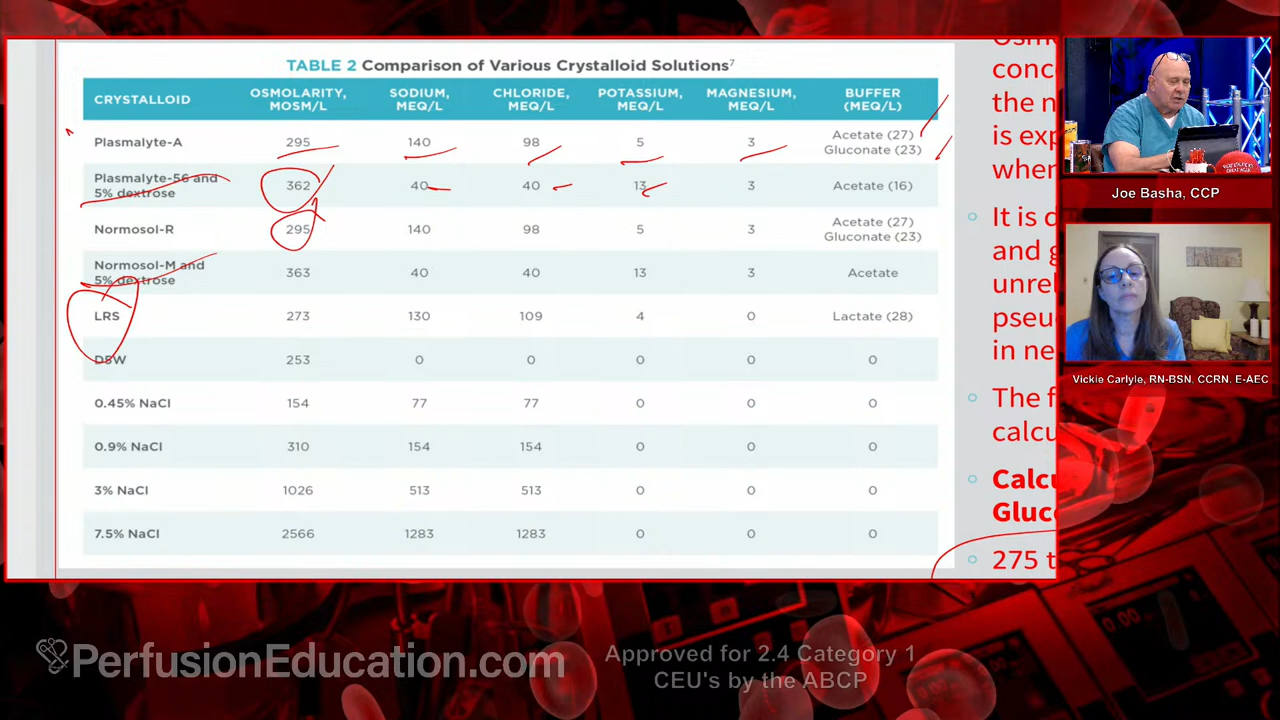 TABLE 2 Comparison of Various Crystalloid Solutions7
CRYSTALLOID OSMOLARITY, MOSM/L SODIUM, MEQ/L CHLORIDE, MEQ/L POTASSIUM, MEQ/L MAGNESIUM, MEQ/L BUFFER (MEQ/L)
Plasmalyte-A 295 140 98 5 3 Acetate (27) Gluconate (23)
Plasmalyte-56 and 5% dextrose 362 40 40 13 3 Acetate (16)
Normosol-R 295 140 98 5 3 Acetate (27) Gluconate (23)
Normosol-M and 5% dextrose 363 40 40 13 3 Acetate
LRS 273 130 109 4 0 Lactate (28)
D5W 253 0 0 0 0 0
0.45% NaCl 154 77 77 0 0 0
0.9% NaCl 310 154 154 0 0 0
3% NaCl 1026 513 513 0 0 0
7.5% NaCl 2566 1283 1283 0 0 0
conc
the n
is exp
when
It is d
and g
unrel
pseu
in ne
The f
calcu
Calcu
Gluco
275 t
Joe Basha, CCP
Vickie Carlyle, RN-BSN, CCRN, E-AEC
PerfusionEducation.com
Approved for 2.4 Category 1
CEU's by the ABCP